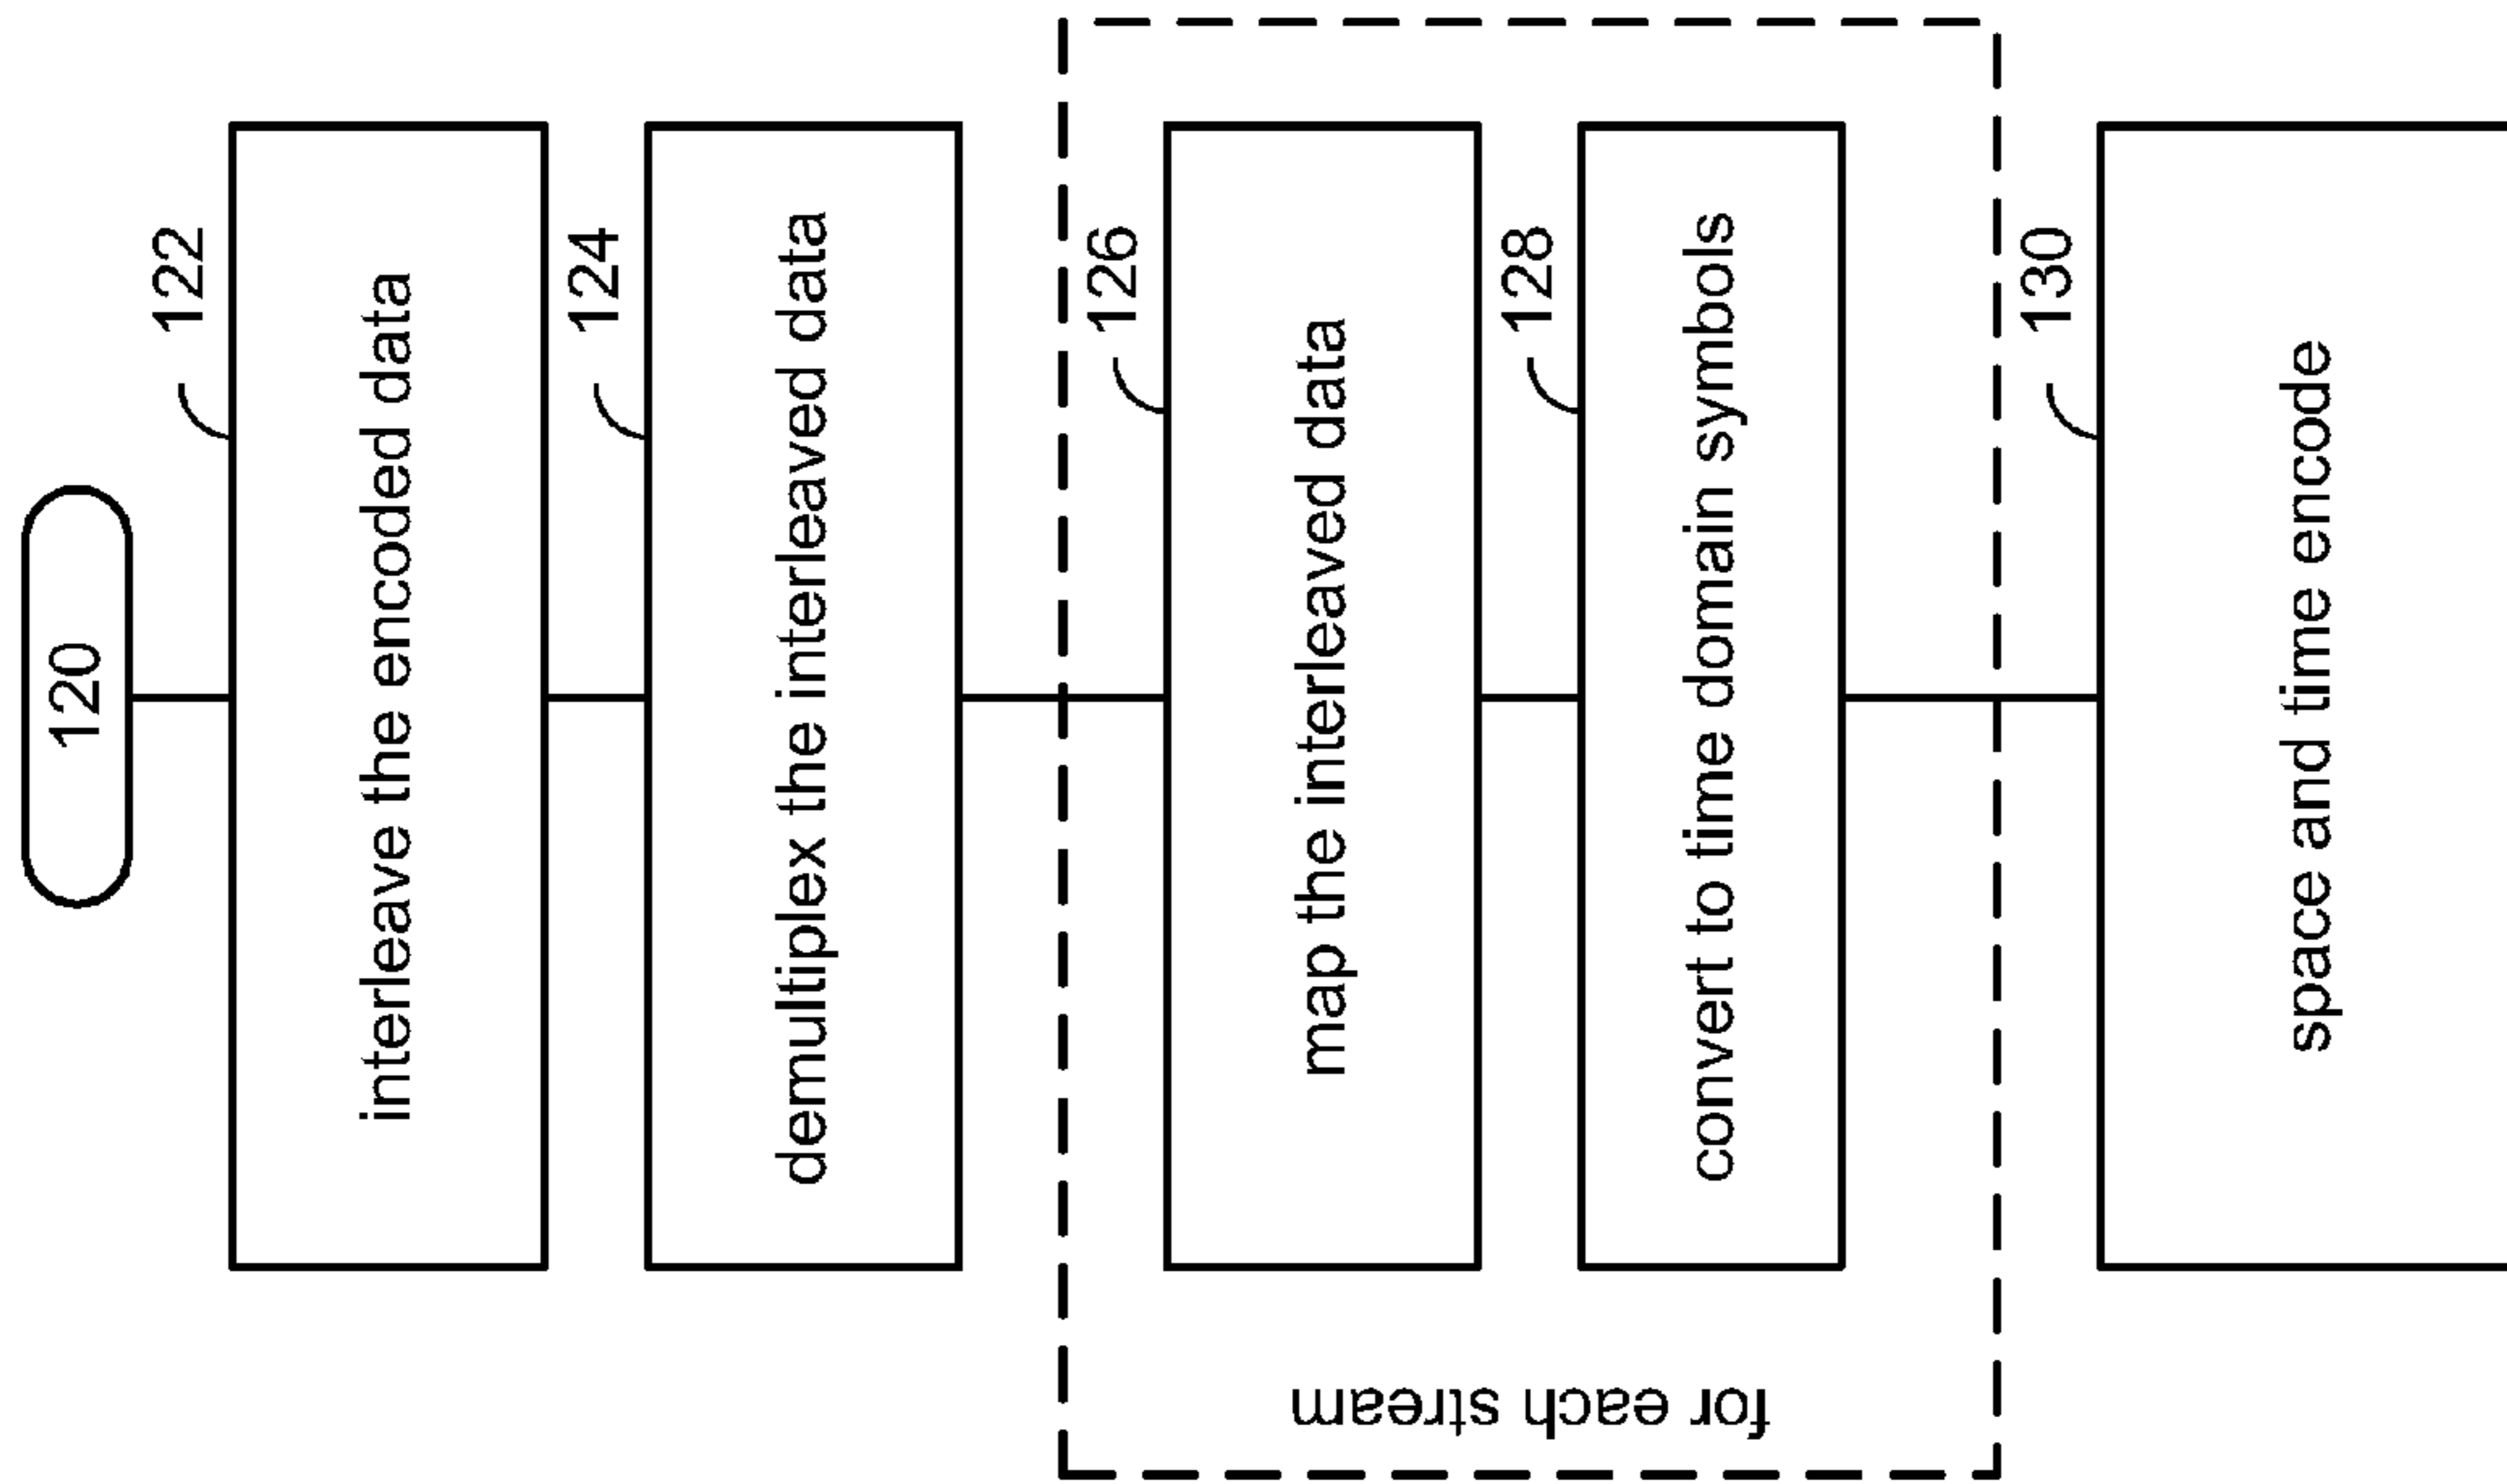 120
122
interleave the encoded data
124
demultiplex the interleaved data
for each stream
126
map the interleaved data
128
convert to time domain symbols
130
space and time encode